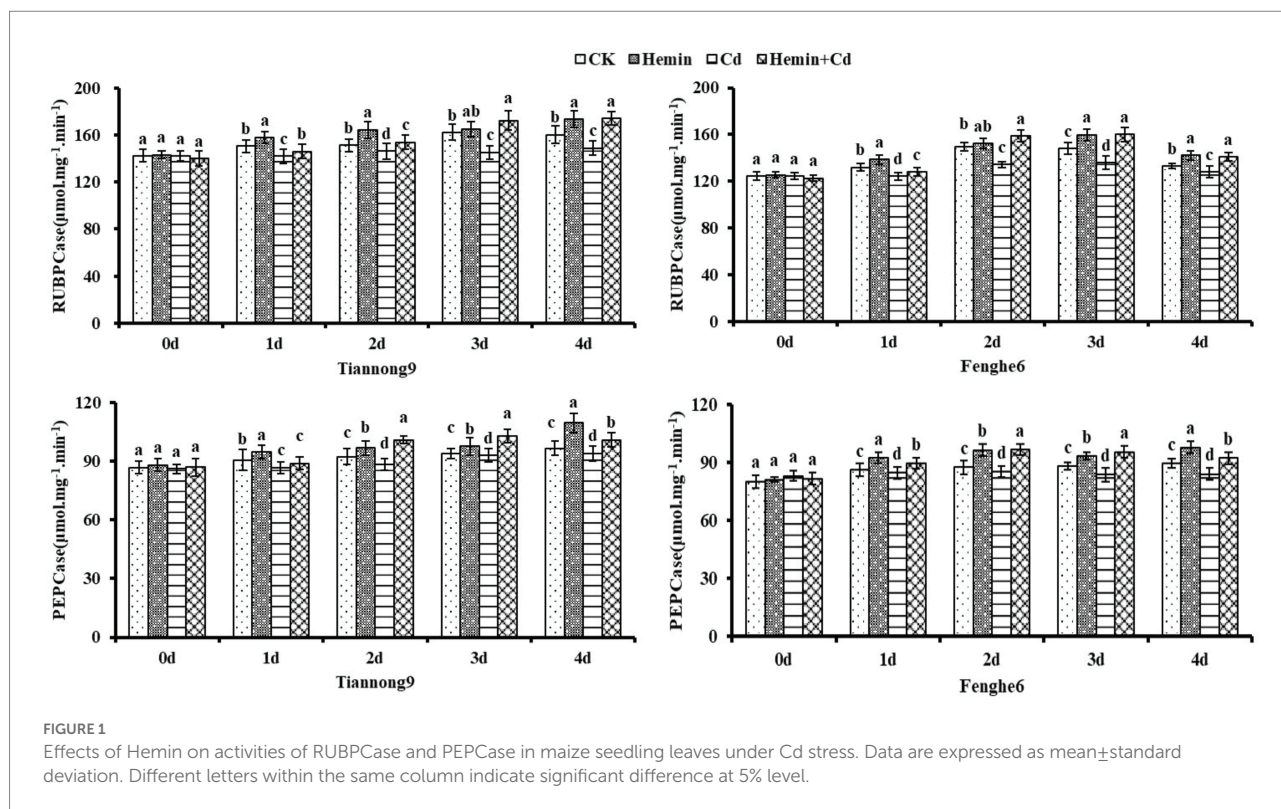 CK Hemin Cd Hemin+Cd
RUBPCase(μmol.mg⁻¹.min⁻¹)
200
160
120
80
40
0
a a a a
b a c b
b a d c
b ab c a
b a c a
0d 1d 2d 3d 4d
Tiannong9
RUBPCase(μmol.mg⁻¹.min⁻¹)
200
160
120
80
40
0
a a a a
b a d c
b ab c a
c a d a
b a c a
0d 1d 2d 3d 4d
Fenghe6
PEPCase(μmol.mg⁻¹.min⁻¹)
120
90
60
30
0
a a a a
b a c c
c b d a
c b d a
c a d b
0d 1d 2d 3d 4d
Tiannong9
PEPCase(μmol.mg⁻¹.min⁻¹)
120
90
60
30
0
a a a a
c a d b
c b d a
c b d a
c a d b
0d 1d 2d 3d 4d
Fenghe6
FIGURE 1
Effects of Hemin on activities of RUBPCase and PEPCase in maize seedling leaves under Cd stress. Data are expressed as mean±standard
deviation. Different letters within the same column indicate significant difference at 5% level.